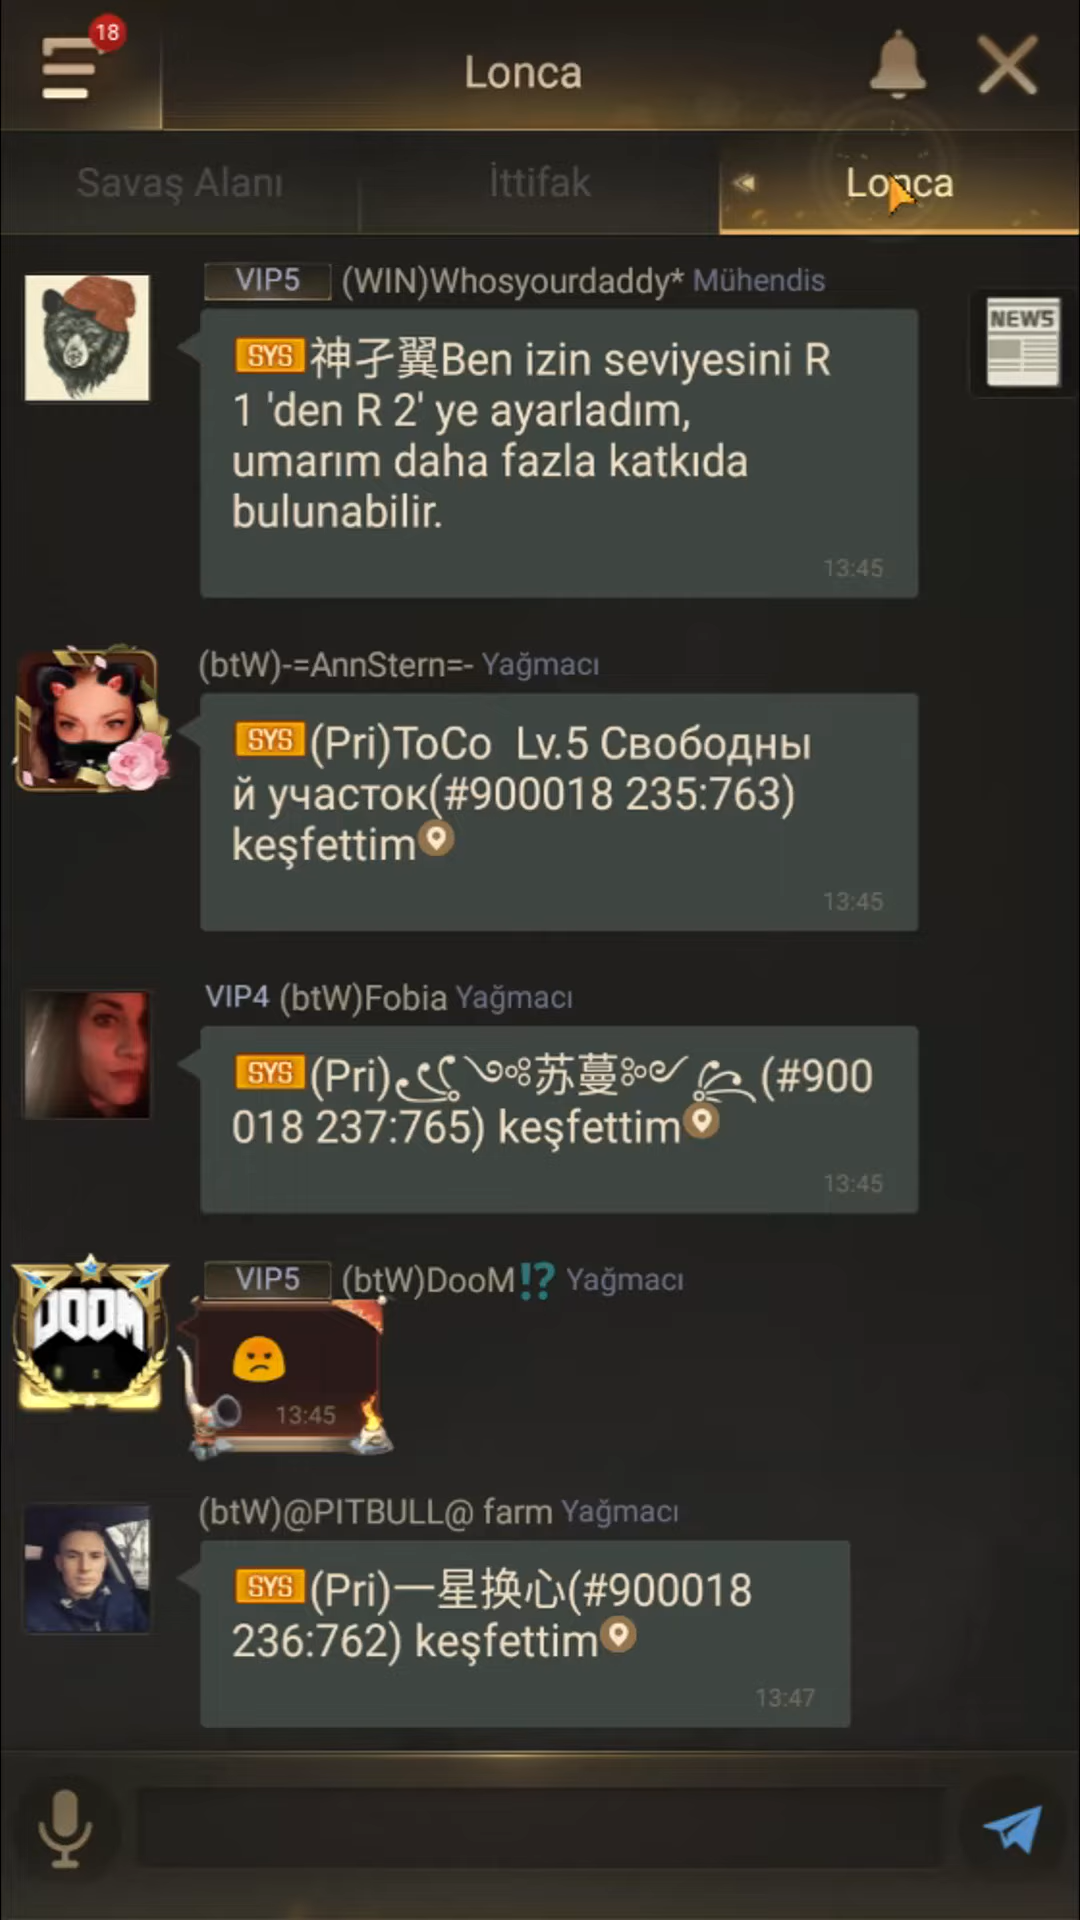 18
Lonca
Savaş Alanı
İttifak
Lonca
VIP5 (WIN)Whosyourdaddy* Mühendis
NEWS
SYS神孑翼Ben izin seviyesini R
1 'den R 2' ye ayarladım,
umarım daha fazla katkıda
bulunabilir.
13:45
(btW)-=AnnStern=- Yağmacı
SYS(Pri)ToCo Lv.5 Свободны
й участок(#900018 235:763)
keşfettim
13:45
VIP4 (btW)Fobia Yağmacı
SYS(Pri)苏蔓(#900
018 237:765) keşfettim
13:45
VIP5 (btW)DooM⁉ Yağmacı
DOOM
😠
13:45
(btW)@PITBULL@ farm Yağmacı
SYS(Pri)一星换心(#900018
236:762) keşfettim
13:47